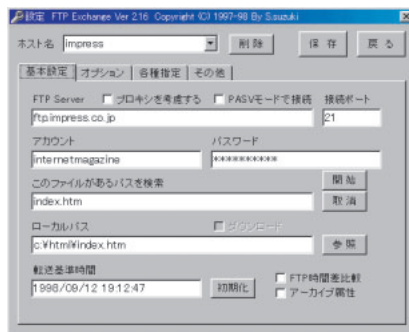 設定 FTP Exchange Ver 2.16 Copyright (C) 1997-98 By S.suzuki
ホスト名 impress 削除 保存 戻る
基本設定 オプション 各種指定 その他
FTP Server プロキシを考慮する PASVモードで接続 接続ポート
ftp.impress.co.jp 21
アカウント パスワード
internetmagazine **********
このファイルがあるパスを検索 開始
index.htm 取消
ローカルパス ダウンロード
c:¥html¥index.htm 参照
転送基準時間 FTP時間差比較
1998/09/12 19:12:47 初期化 アーカイブ属性